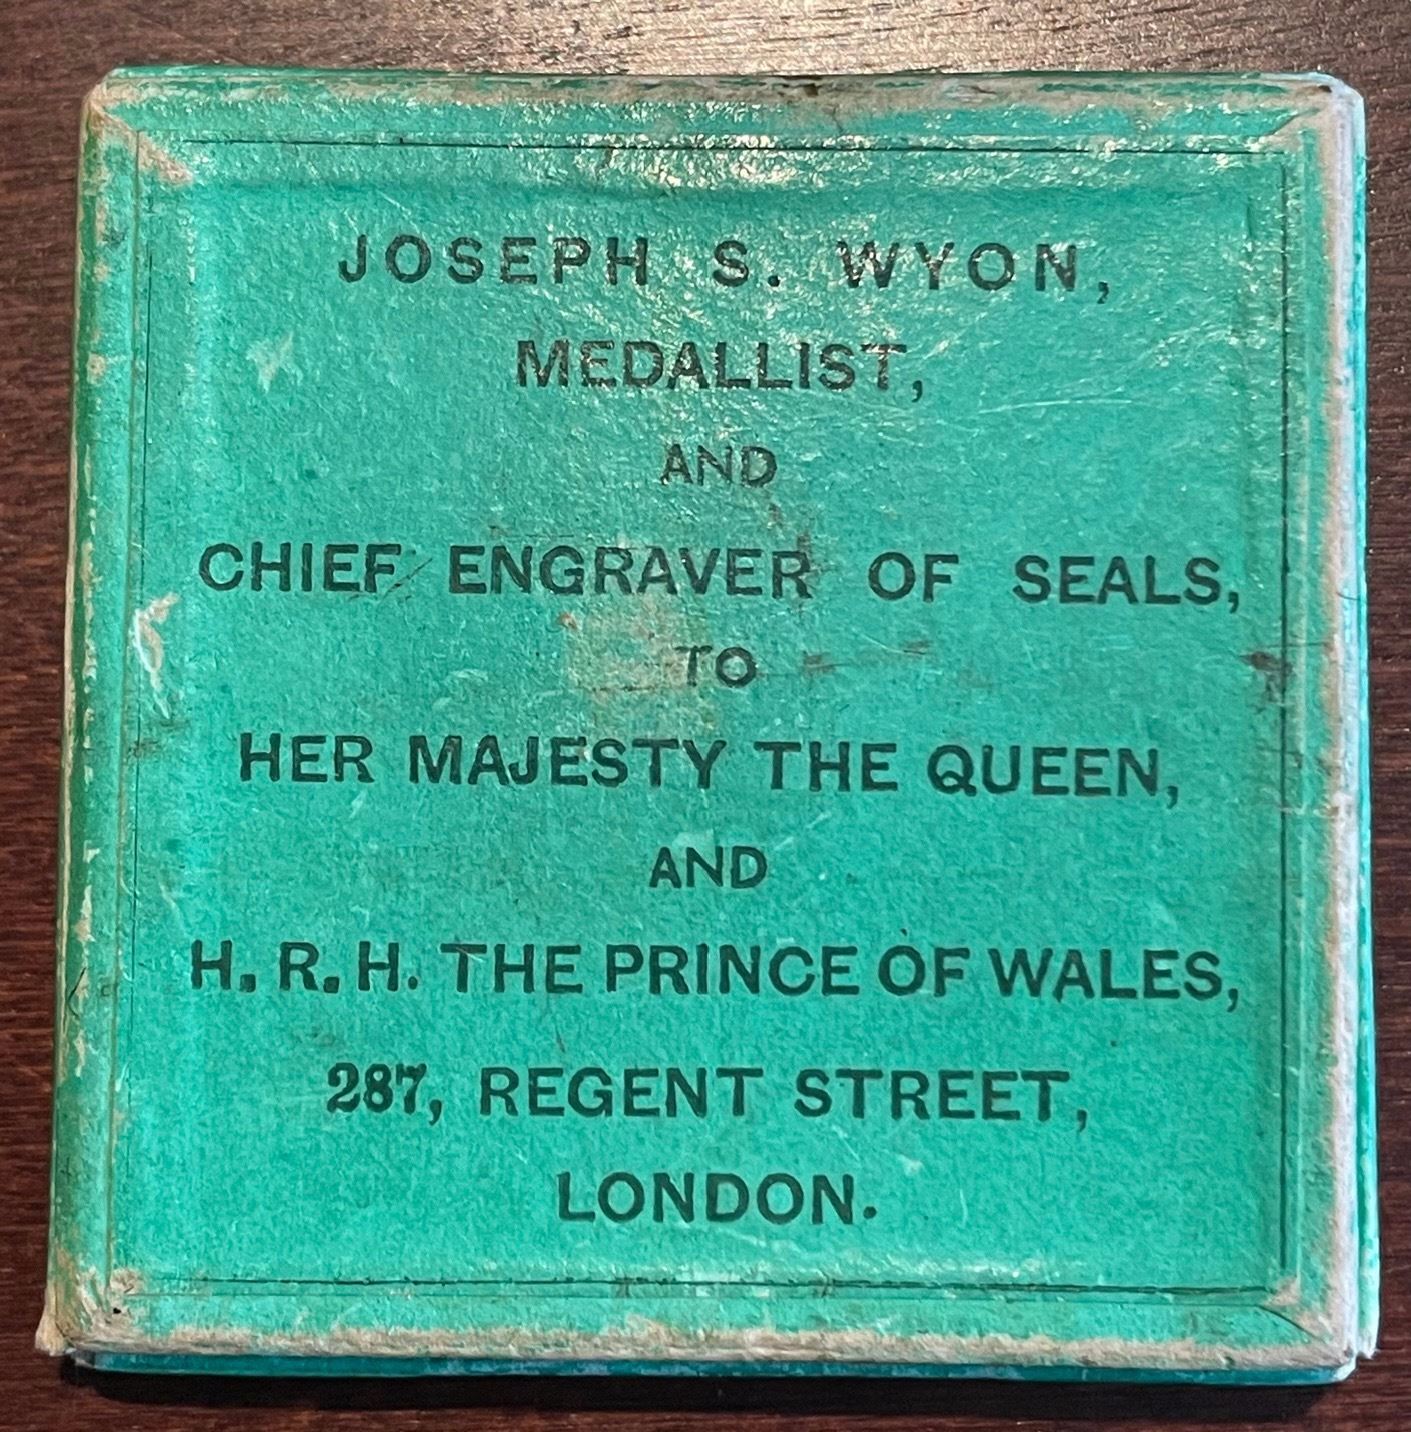 JOSEPH S. WYON,
MEDALLIST,
AND
CHIEF ENGRAVER OF SEALS,
TO
HER MAJESTY THE QUEEN,
AND
H. R. H. THE PRINCE OF WALES,
287, REGENT STREET,
LONDON.